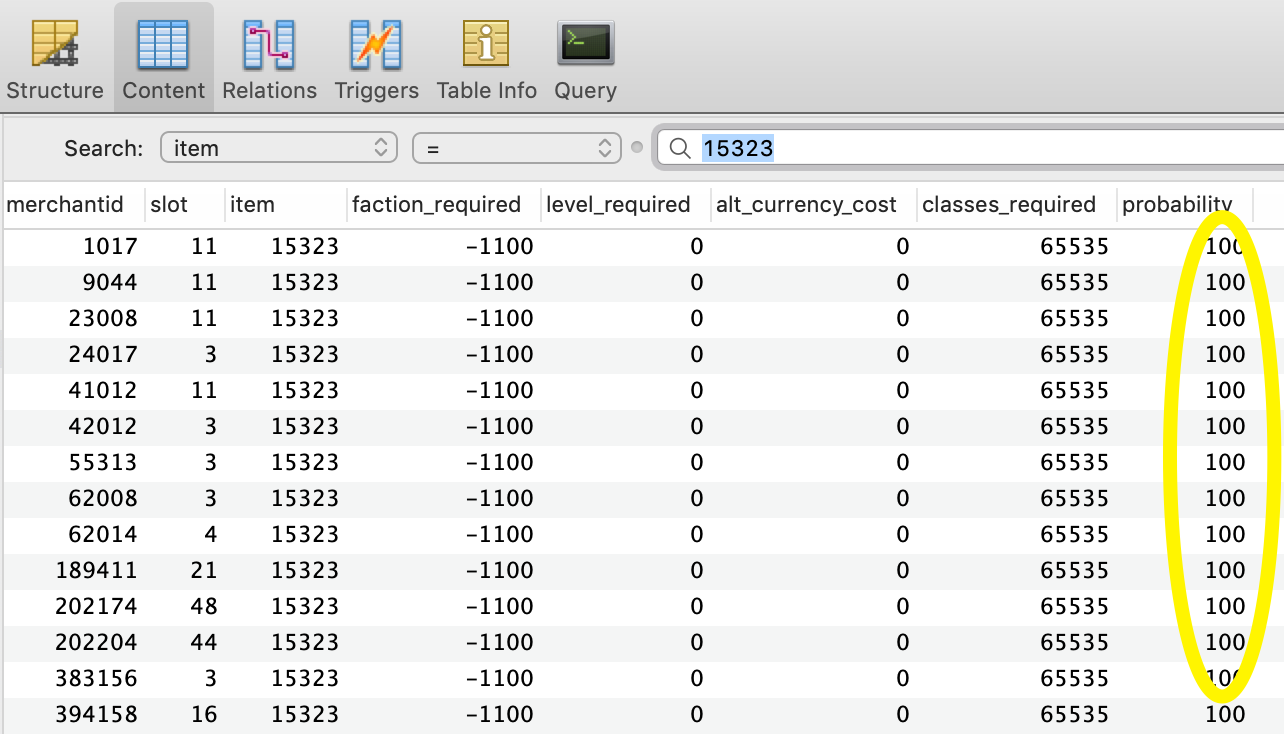 Structure Content Relations Triggers Table Info Query
Search: item = 15323
merchantid slot item faction_required level_required alt_currency_cost classes_required probability
1017 11 15323 -1100 0 0 65535 100
9044 11 15323 -1100 0 0 65535 100
23008 11 15323 -1100 0 0 65535 100
24017 3 15323 -1100 0 0 65535 100
41012 11 15323 -1100 0 0 65535 100
42012 3 15323 -1100 0 0 65535 100
55313 3 15323 -1100 0 0 65535 100
62008 3 15323 -1100 0 0 65535 100
62014 4 15323 -1100 0 0 65535 100
189411 21 15323 -1100 0 0 65535 100
202174 48 15323 -1100 0 0 65535 100
202204 44 15323 -1100 0 0 65535 100
383156 3 15323 -1100 0 0 65535 100
394158 16 15323 -1100 0 0 65535 100